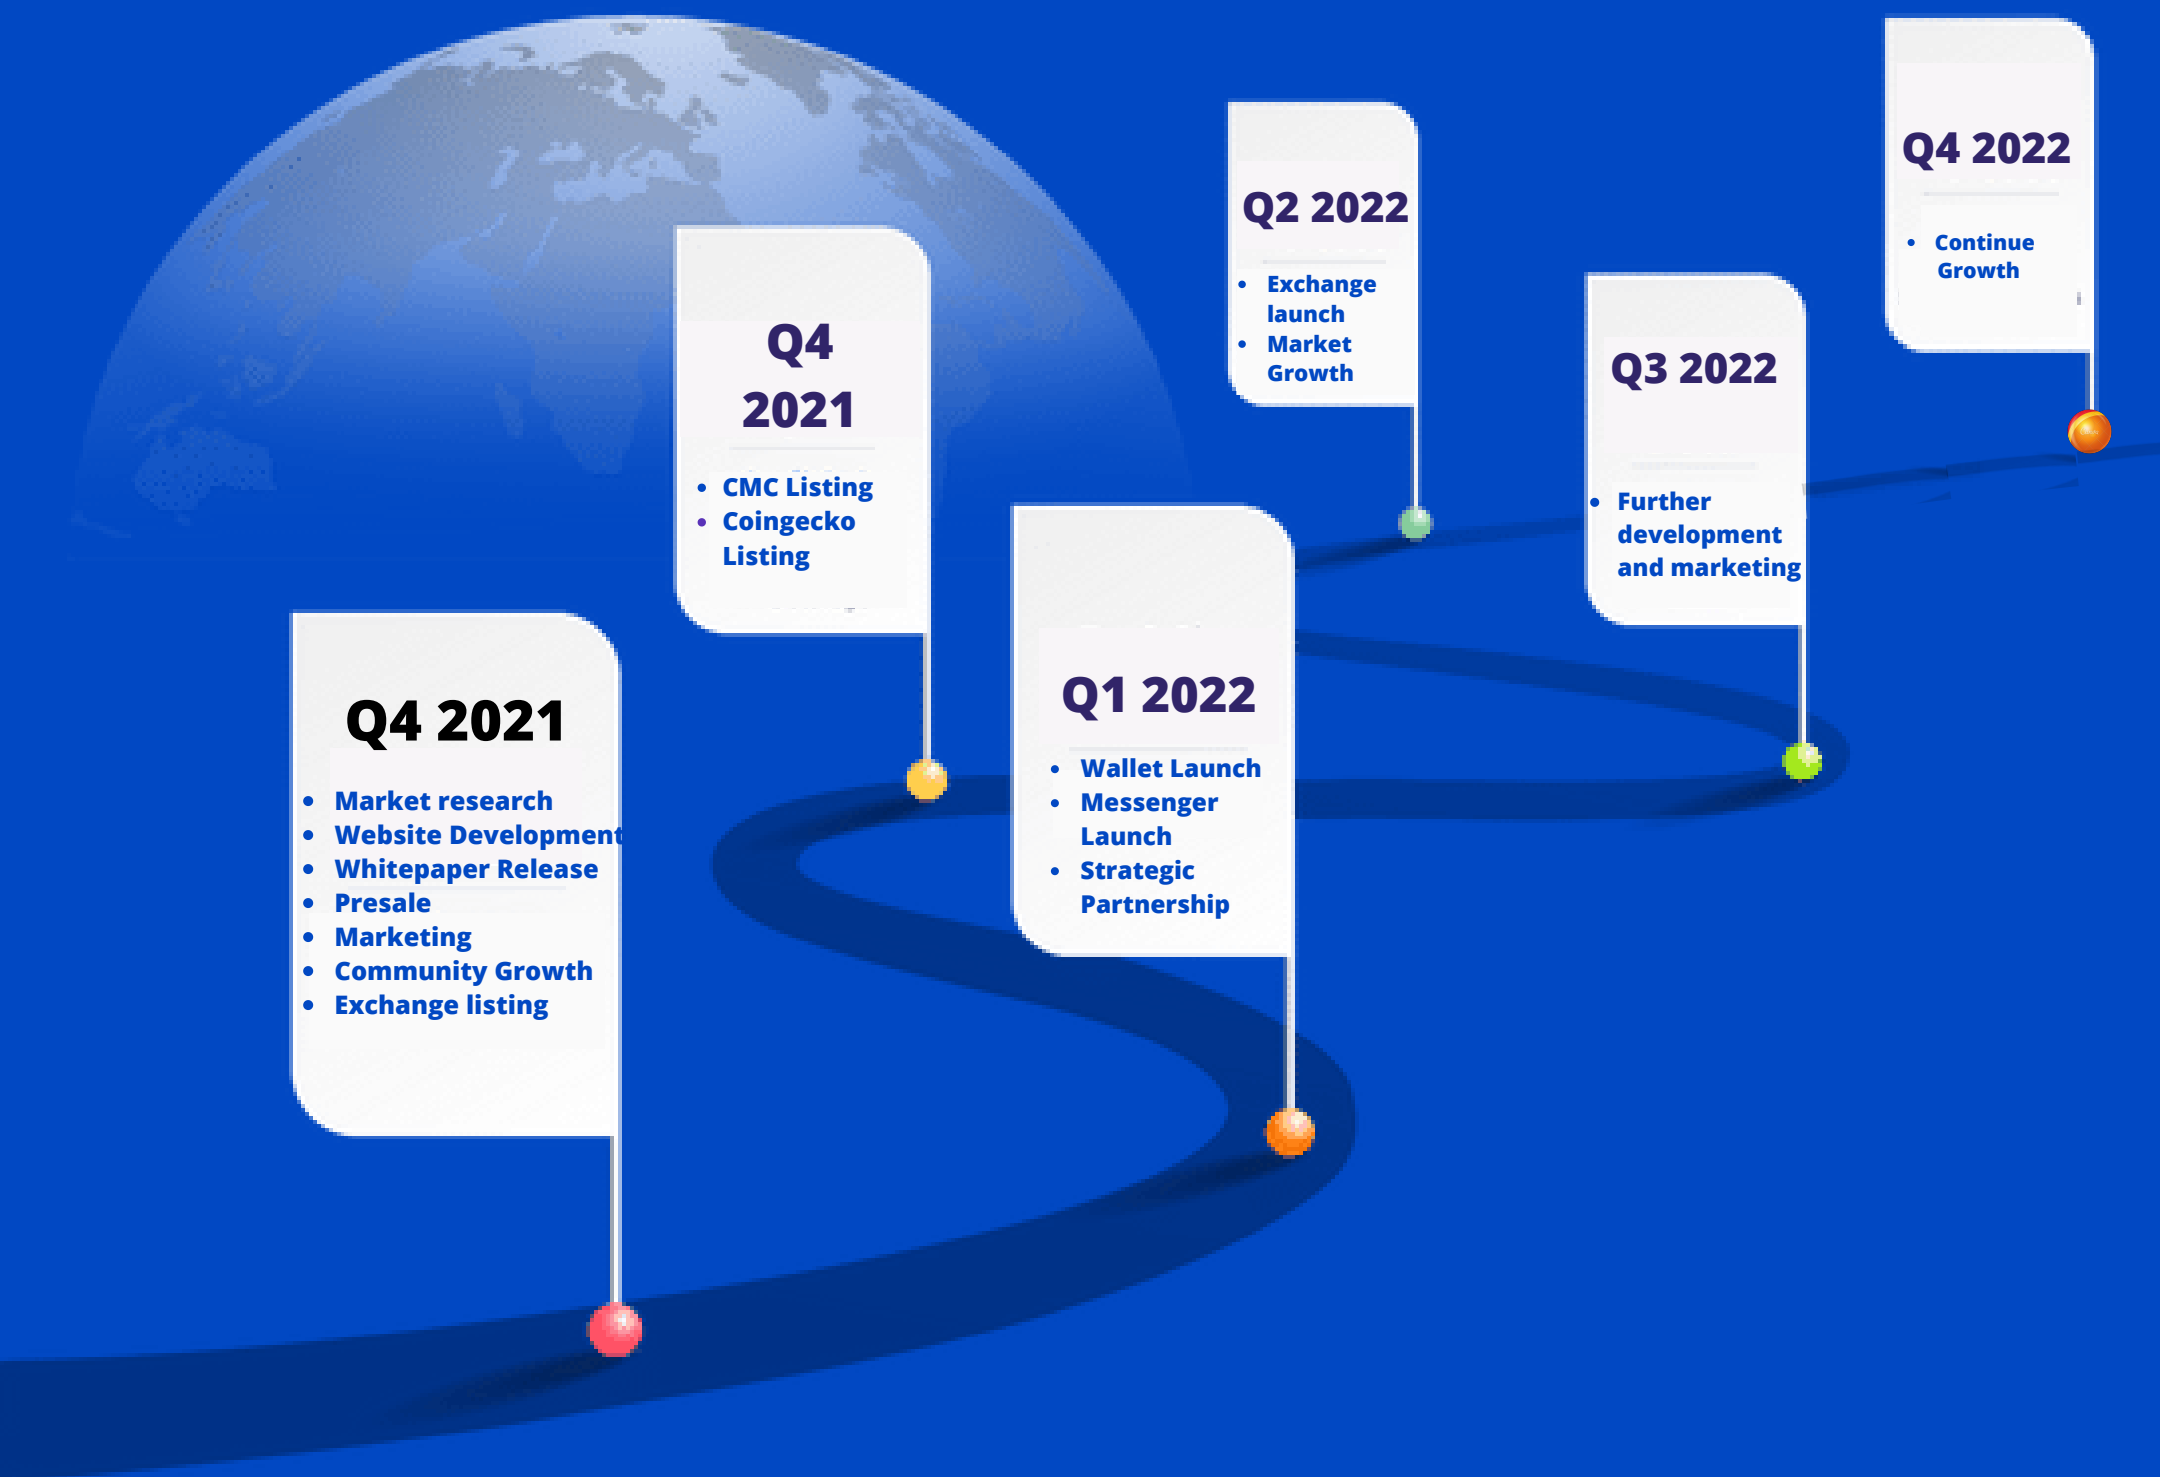 Q4 2021
• Market research
• Website Development
• Whitepaper Release
• Presale
• Marketing
• Community Growth
• Exchange listing
Q4
2021
• CMC Listing
• Coingecko
Listing
Q1 2022
• Wallet Launch
• Messenger
Launch
• Strategic
Partnership
Q2 2022
• Exchange
launch
• Market
Growth
Q3 2022
• Further
development
and marketing
Q4 2022
• Continue
Growth